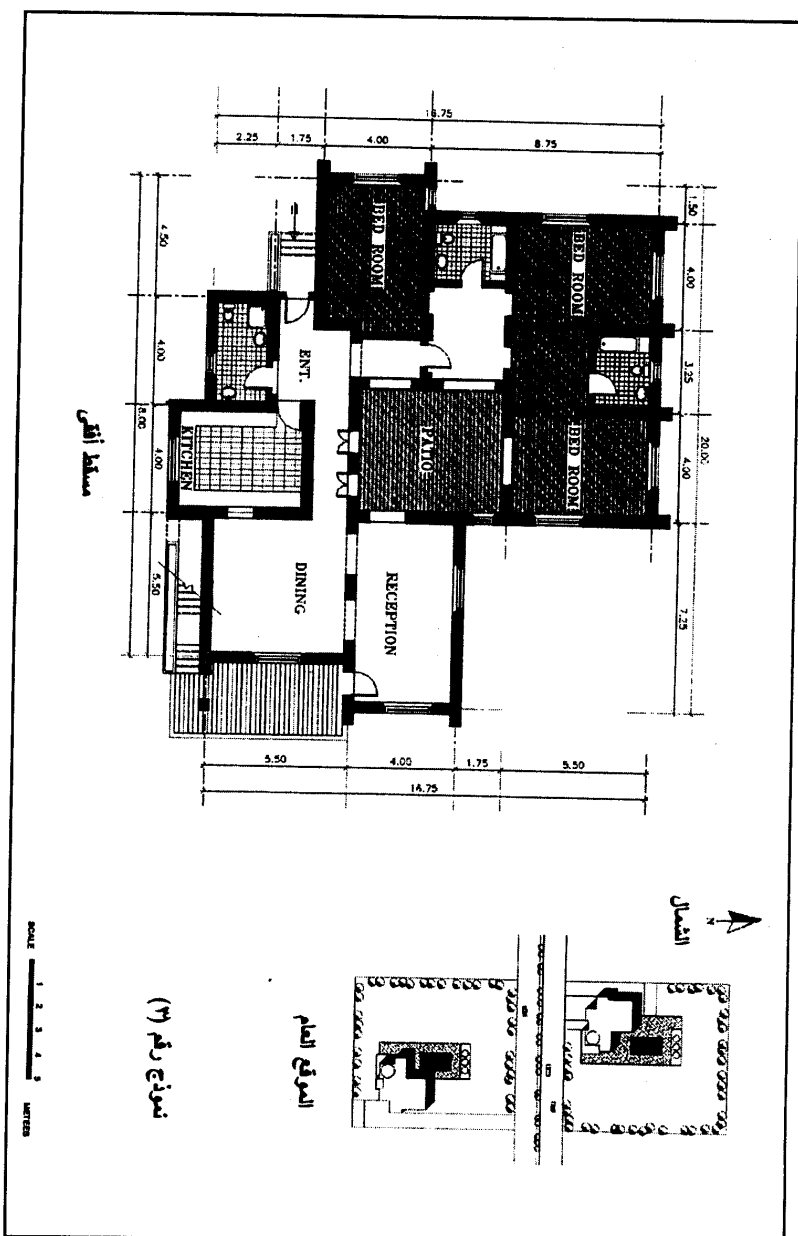 16.75
2.25 1.75 4.00 8.75
1.50 4.00 3.25 4.00 7.25
20.00
4.50 4.00 4.00 5.50
8.00
BED ROOM
BED ROOM
BED ROOM
ENT.
PATIO
KITCHEN
DINING
RECEPTION
5.50 4.00 1.75 5.50
16.75
مسقط أفقى
الشمال
N
الموقع العام
نموذج رقم (٣)
SCALE 1 2 3 4 5 METERS